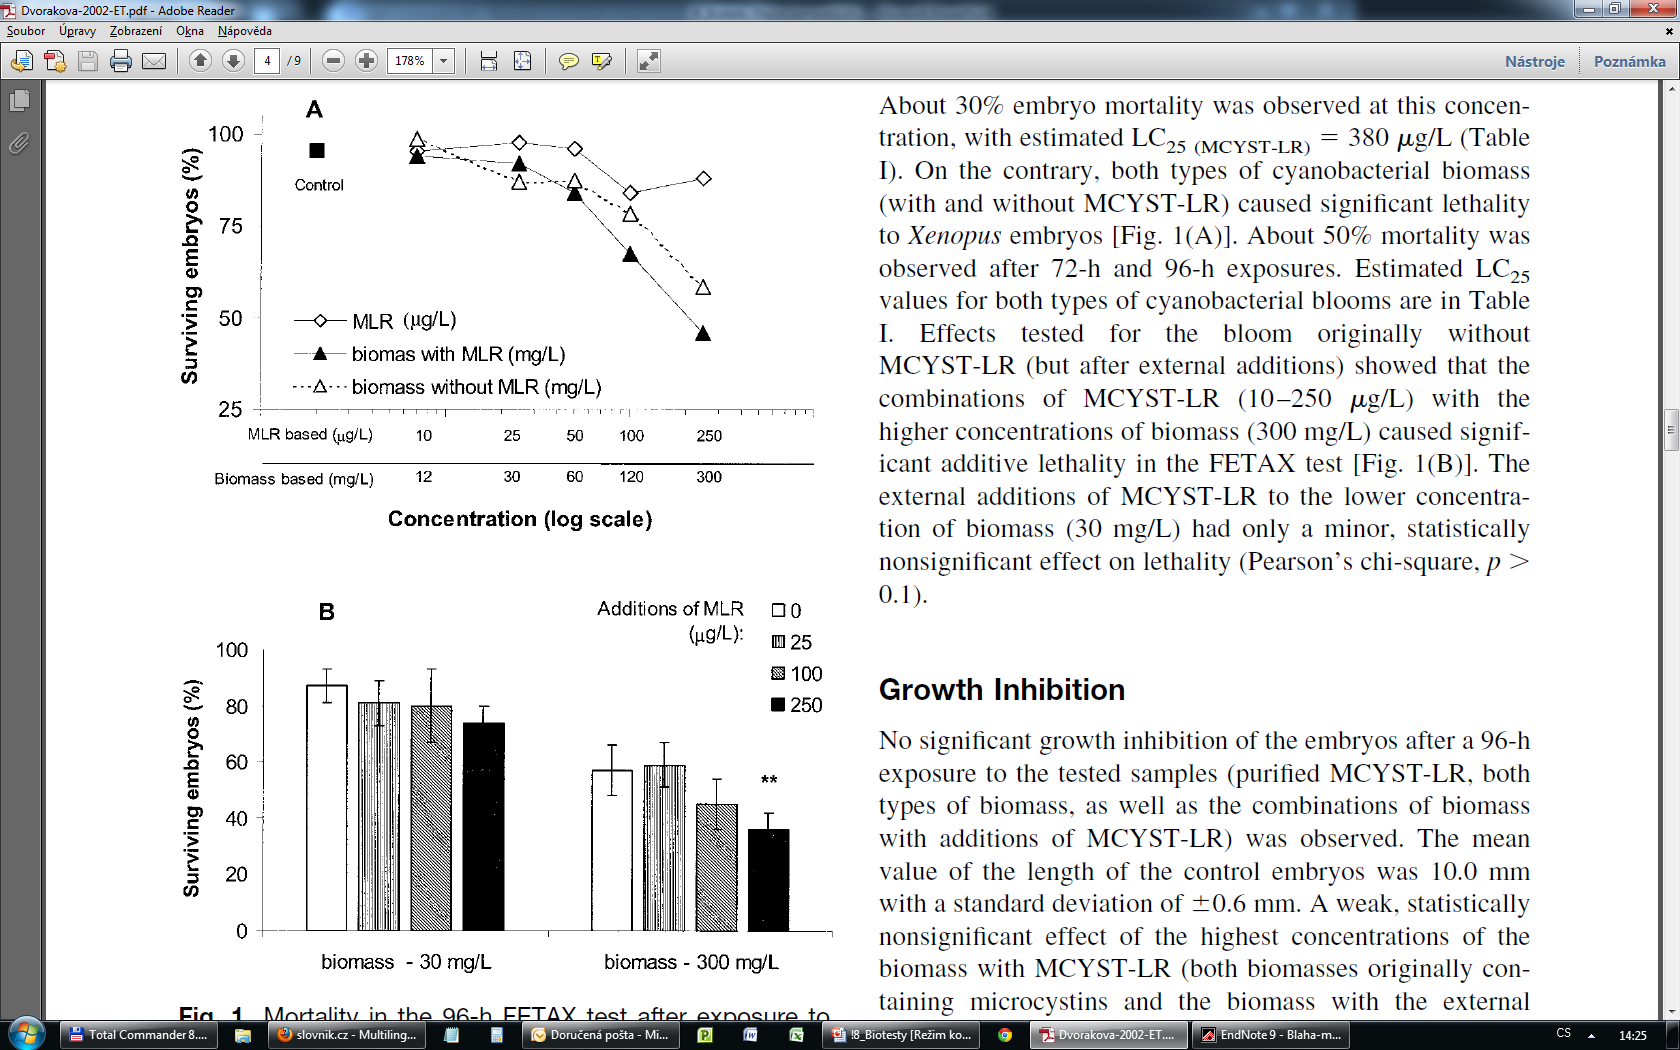 Dvorakova-2002-ET.pdf - Adobe Reader
Soubor Úpravy Zobrazení Okna Nápověda
4 / 9 178% Nástroje Poznámka
A
Surviving embryos (%)
100
75
50
25
Control
MLR (µg/L)
biomas with MLR (mg/L)
biomass without MLR (mg/L)
MLR based (µg/L) 10 25 50 100 250
Biomass based (mg/L) 12 30 60 120 300
Concentration (log scale)
B
Additions of MLR
(µg/L):
0
25
100
250
Surviving embryos (%)
100
80
60
40
20
0
**
biomass - 30 mg/L biomass - 300 mg/L
Fig. 1. Mortality in the 96-h FETAX test after exposure to
About 30% embryo mortality was observed at this concen-
tration, with estimated LC25 (MCYST-LR) = 380 µg/L (Table
I). On the contrary, both types of cyanobacterial biomass
(with and without MCYST-LR) caused significant lethality
to Xenopus embryos [Fig. 1(A)]. About 50% mortality was
observed after 72-h and 96-h exposures. Estimated LC25
values for both types of cyanobacterial blooms are in Table
I. Effects tested for the bloom originally without
MCYST-LR (but after external additions) showed that the
combinations of MCYST-LR (10–250 µg/L) with the
higher concentrations of biomass (300 mg/L) caused signif-
icant additive lethality in the FETAX test [Fig. 1(B)]. The
external additions of MCYST-LR to the lower concentra-
tion of biomass (30 mg/L) had only a minor, statistically
nonsignificant effect on lethality (Pearson's chi-square, p >
0.1).
Growth Inhibition
No significant growth inhibition of the embryos after a 96-h
exposure to the tested samples (purified MCYST-LR, both
types of biomass, as well as the combinations of biomass
with additions of MCYST-LR) was observed. The mean
value of the length of the control embryos was 10.0 mm
with a standard deviation of ±0.6 mm. A weak, statistically
nonsignificant effect of the highest concentrations of the
biomass with MCYST-LR (both biomasses originally con-
taining microcystins and the biomass with the external
Total Commander 8.... slovnik.cz - Multiling... Doručená pošta - Mi... !8_Biotesty [Režim ko... Dvorakova-2002-ET.... EndNote 9 - Blaha-m... CS 14:25